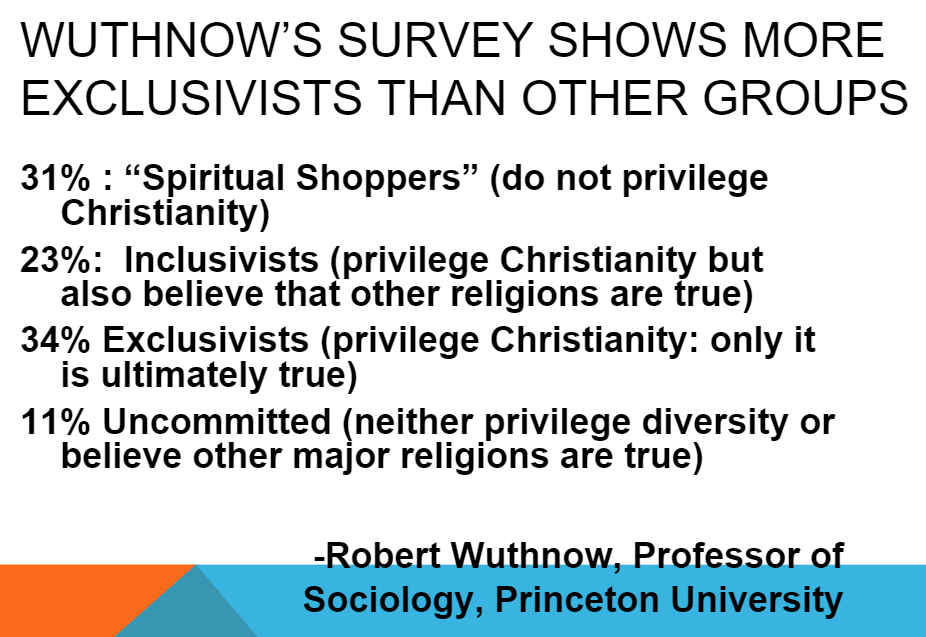 WUTHNOW’S SURVEY SHOWS MORE
EXCLUSIVISTS THAN OTHER GROUPS
31% : “Spiritual Shoppers” (do not privilege
Christianity)
23%:  Inclusivists (privilege Christianity but
also believe that other religions are true)
34% Exclusivists (privilege Christianity: only it
is ultimately true)
11% Uncommitted (neither privilege diversity or
believe other major religions are true)
-Robert Wuthnow, Professor of
Sociology, Princeton University